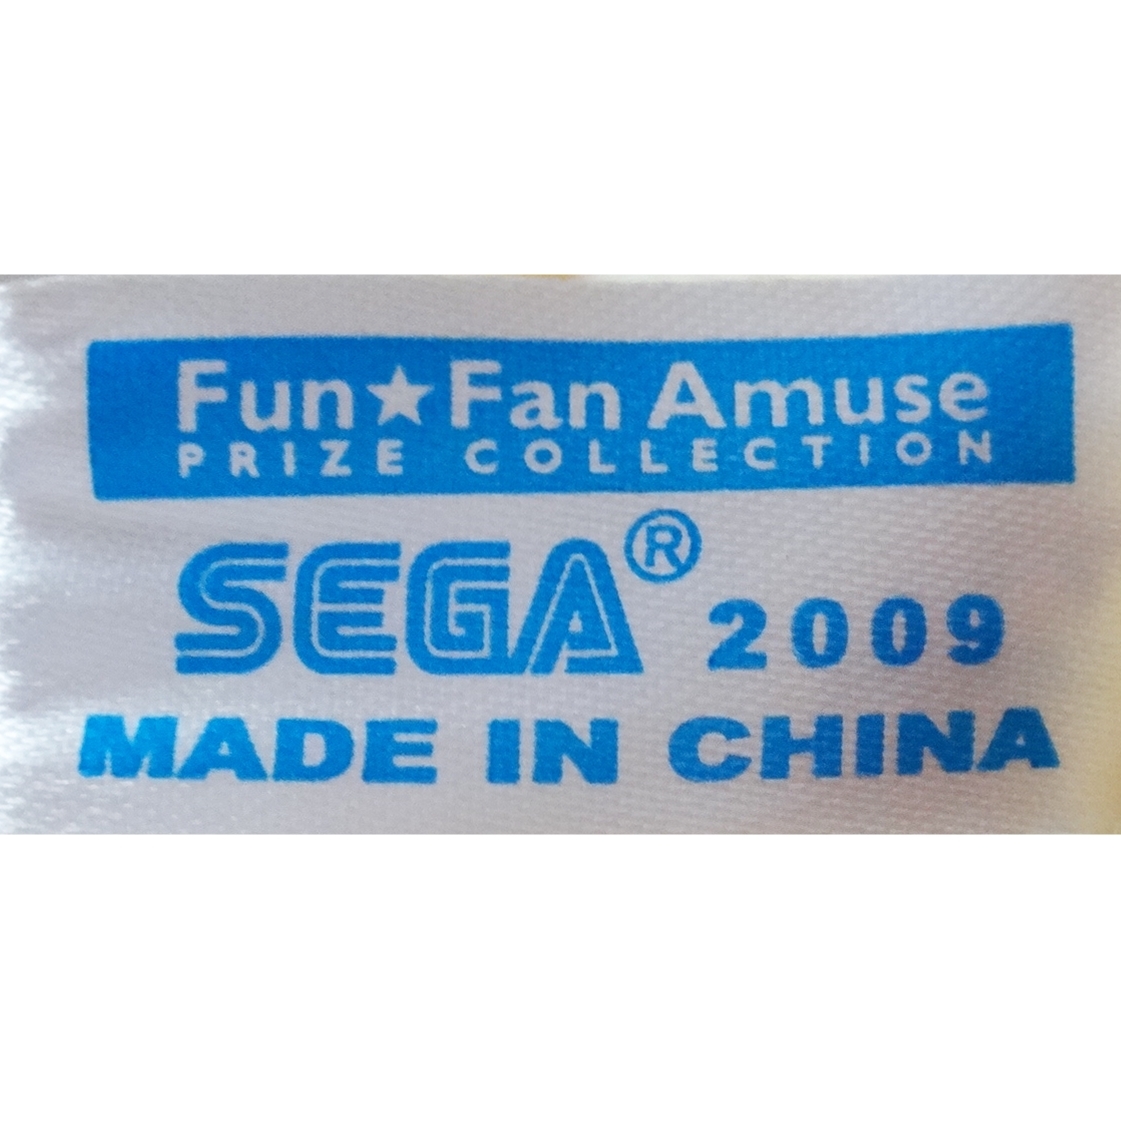 Fun★Fan Amuse
PRIZE COLLECTION
SEGA® 2009
MADE IN CHINA